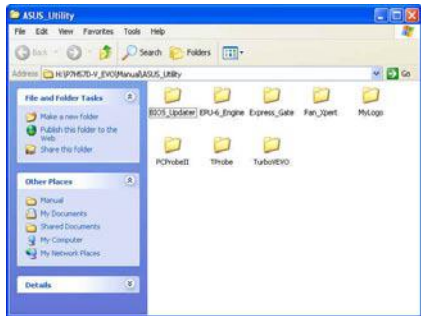 ASUS_Utility
File Edit View Favorites Tools Help
Back Search Folders
Address H:\P7H57D-V_EVO\Manual\ASUS_Utility Go
File and Folder Tasks
Make a new folder
Publish this folder to the Web
Share this folder
Other Places
Manual
My Documents
Shared Documents
My Computer
My Network Places
Details
BIOS_Updater EPU-6_Engine Express_Gate Fan_Xpert MyLogo
PCProbeII TProbe TurboVEVO